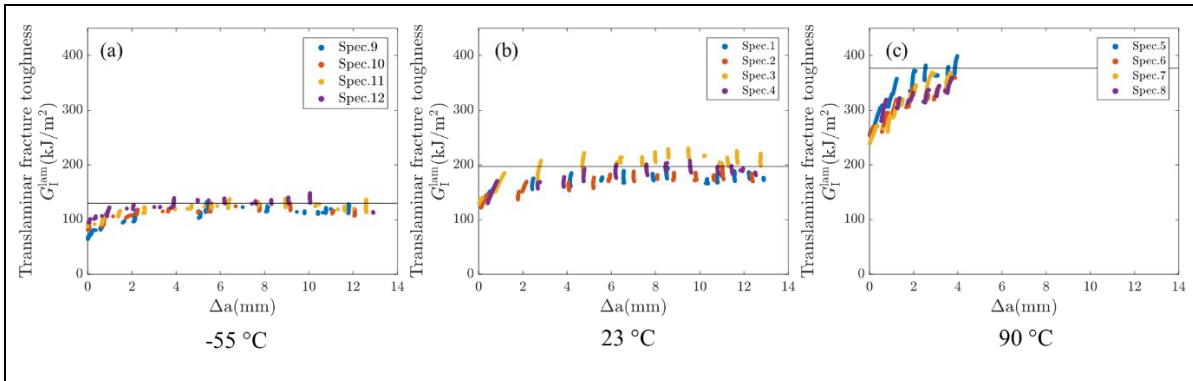 (a)
Spec.9
Spec.10
Spec.11
Spec.12
Translaminar fracture toughness
G_I^lam (kJ/m²)
400
300
200
100
0
0 2 4 6 8 10 12 14
Δa(mm)
-55 °C
(b)
Spec.1
Spec.2
Spec.3
Spec.4
Translaminar fracture toughness
G_I^lam (kJ/m²)
400
300
200
100
0
0 2 4 6 8 10 12 14
Δa(mm)
23 °C
(c)
Spec.5
Spec.6
Spec.7
Spec.8
Translaminar fracture toughness
G_I^lam (kJ/m²)
400
300
200
100
0
0 2 4 6 8 10 12 14
Δa(mm)
90 °C